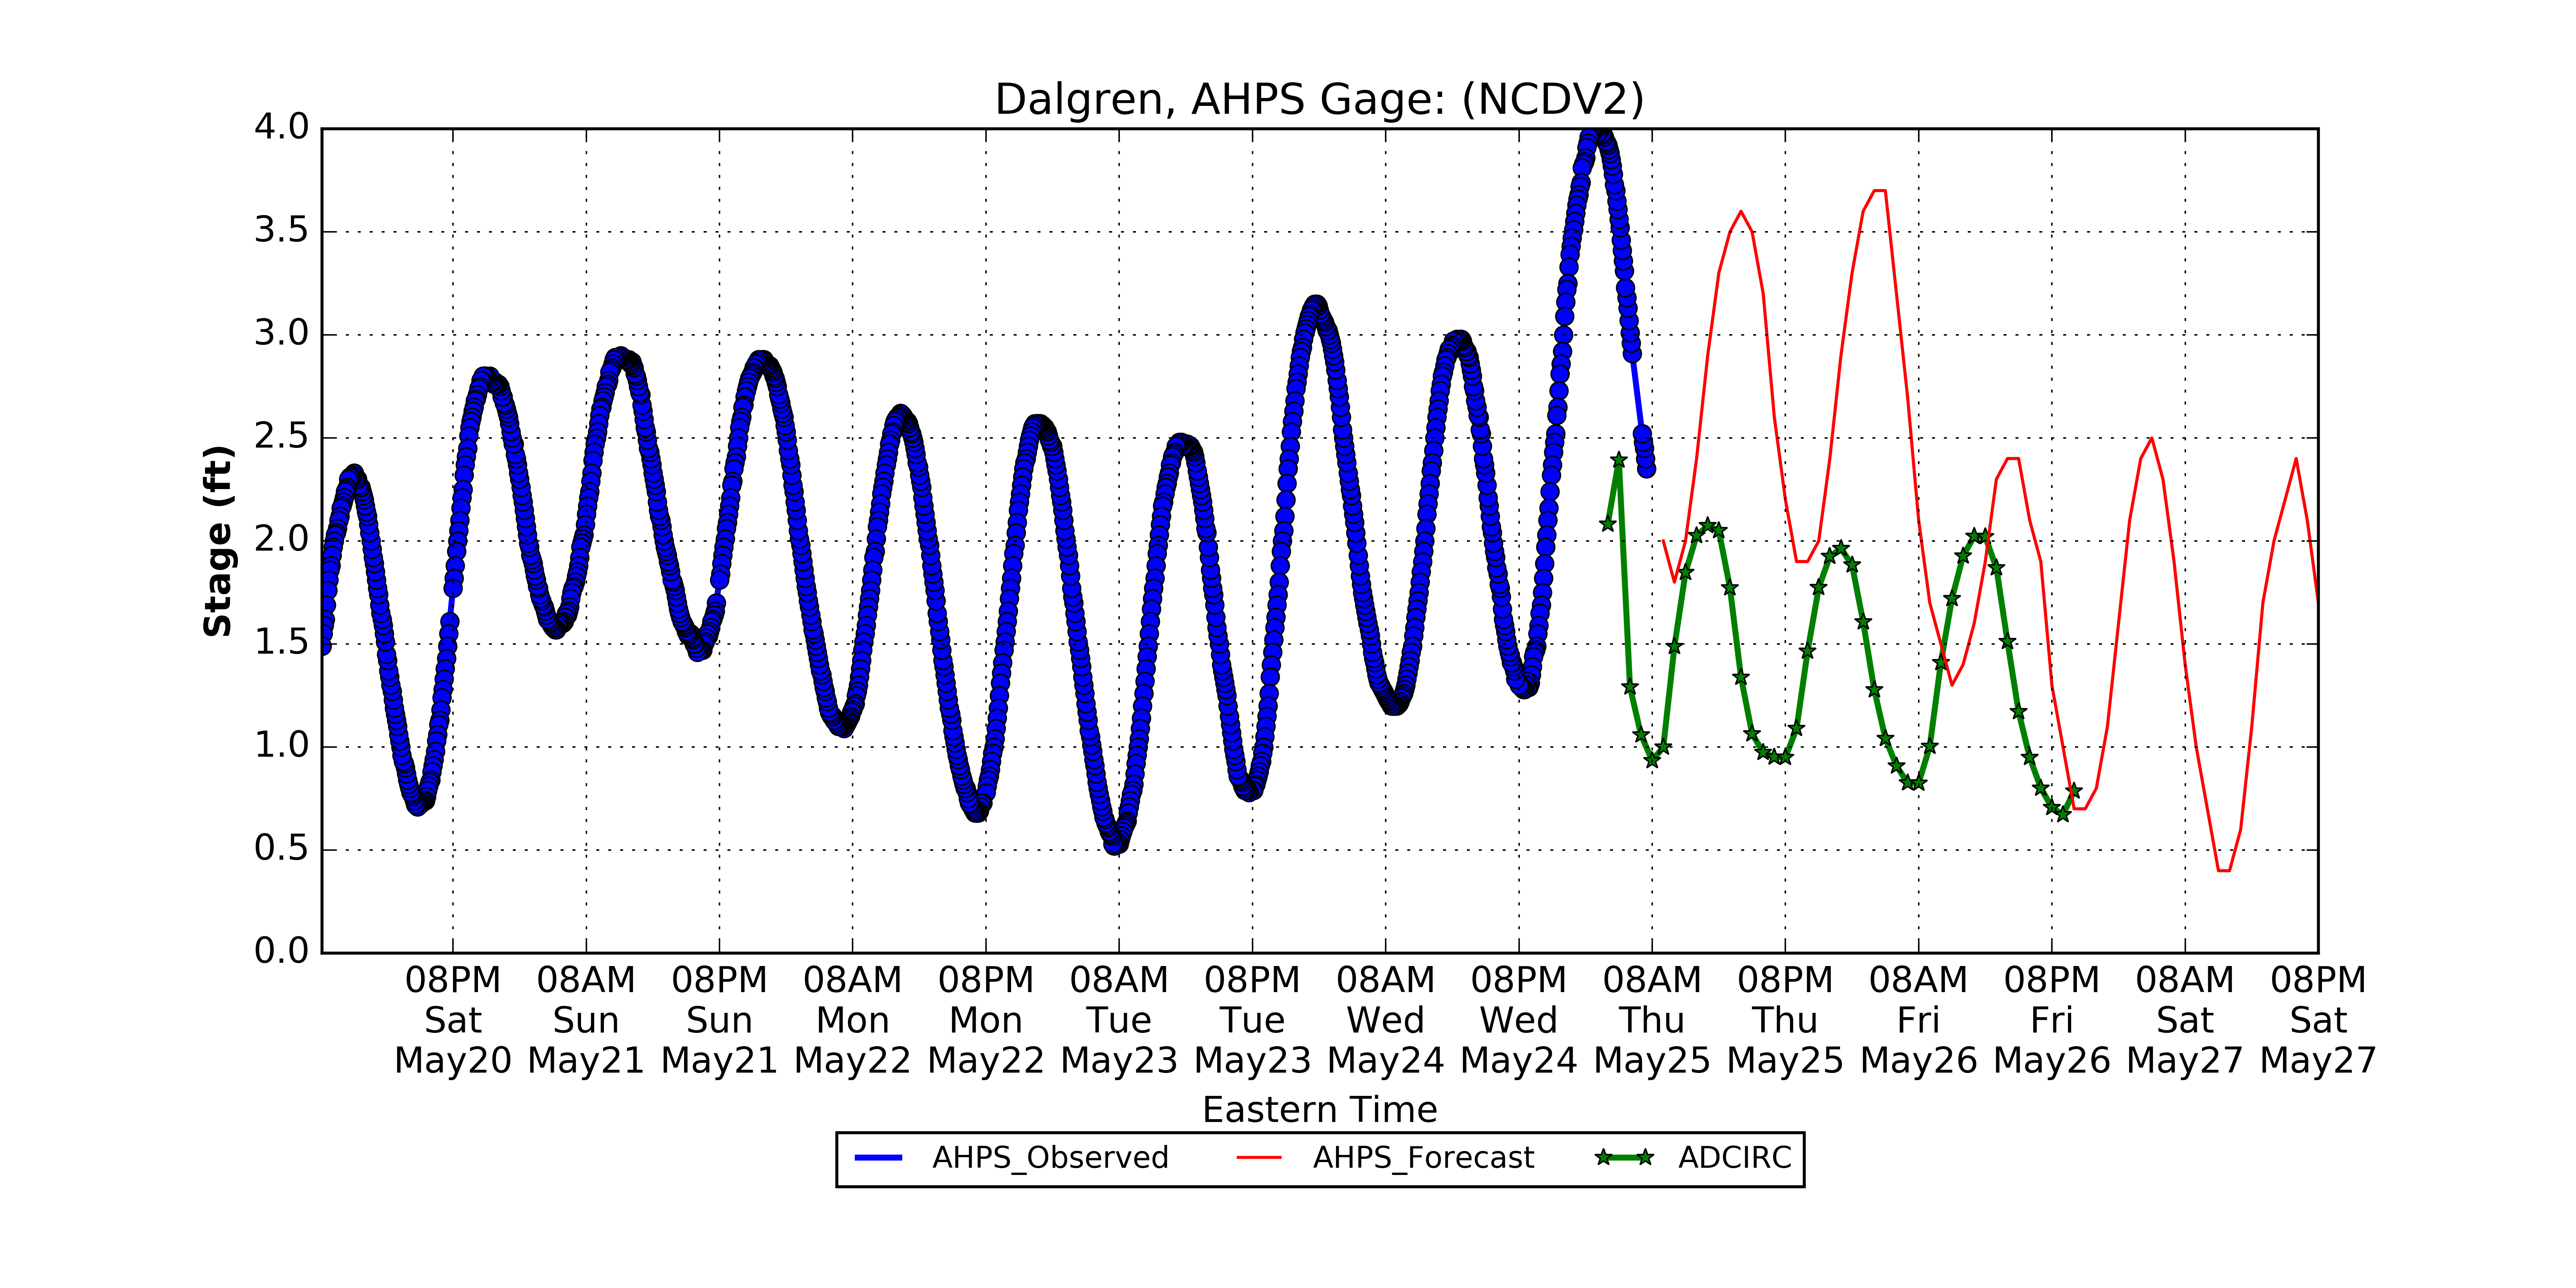 Dalgren, AHPS Gage: (NCDV2)
4.0
3.5
3.0
2.5
2.0
1.5
1.0
0.5
0.0
Stage (ft)
08PM 08AM 08PM 08AM 08PM 08AM 08PM 08AM 08PM 08AM 08PM 08AM 08PM 08AM 08PM
Sat Sun Sun Mon Mon Tue Tue Wed Wed Thu Thu Fri Fri Sat Sat
May20 May21 May21 May22 May22 May23 May23 May24 May24 May25 May25 May26 May26 May27 May27
Eastern Time
AHPS_Observed AHPS_Forecast ADCIRC